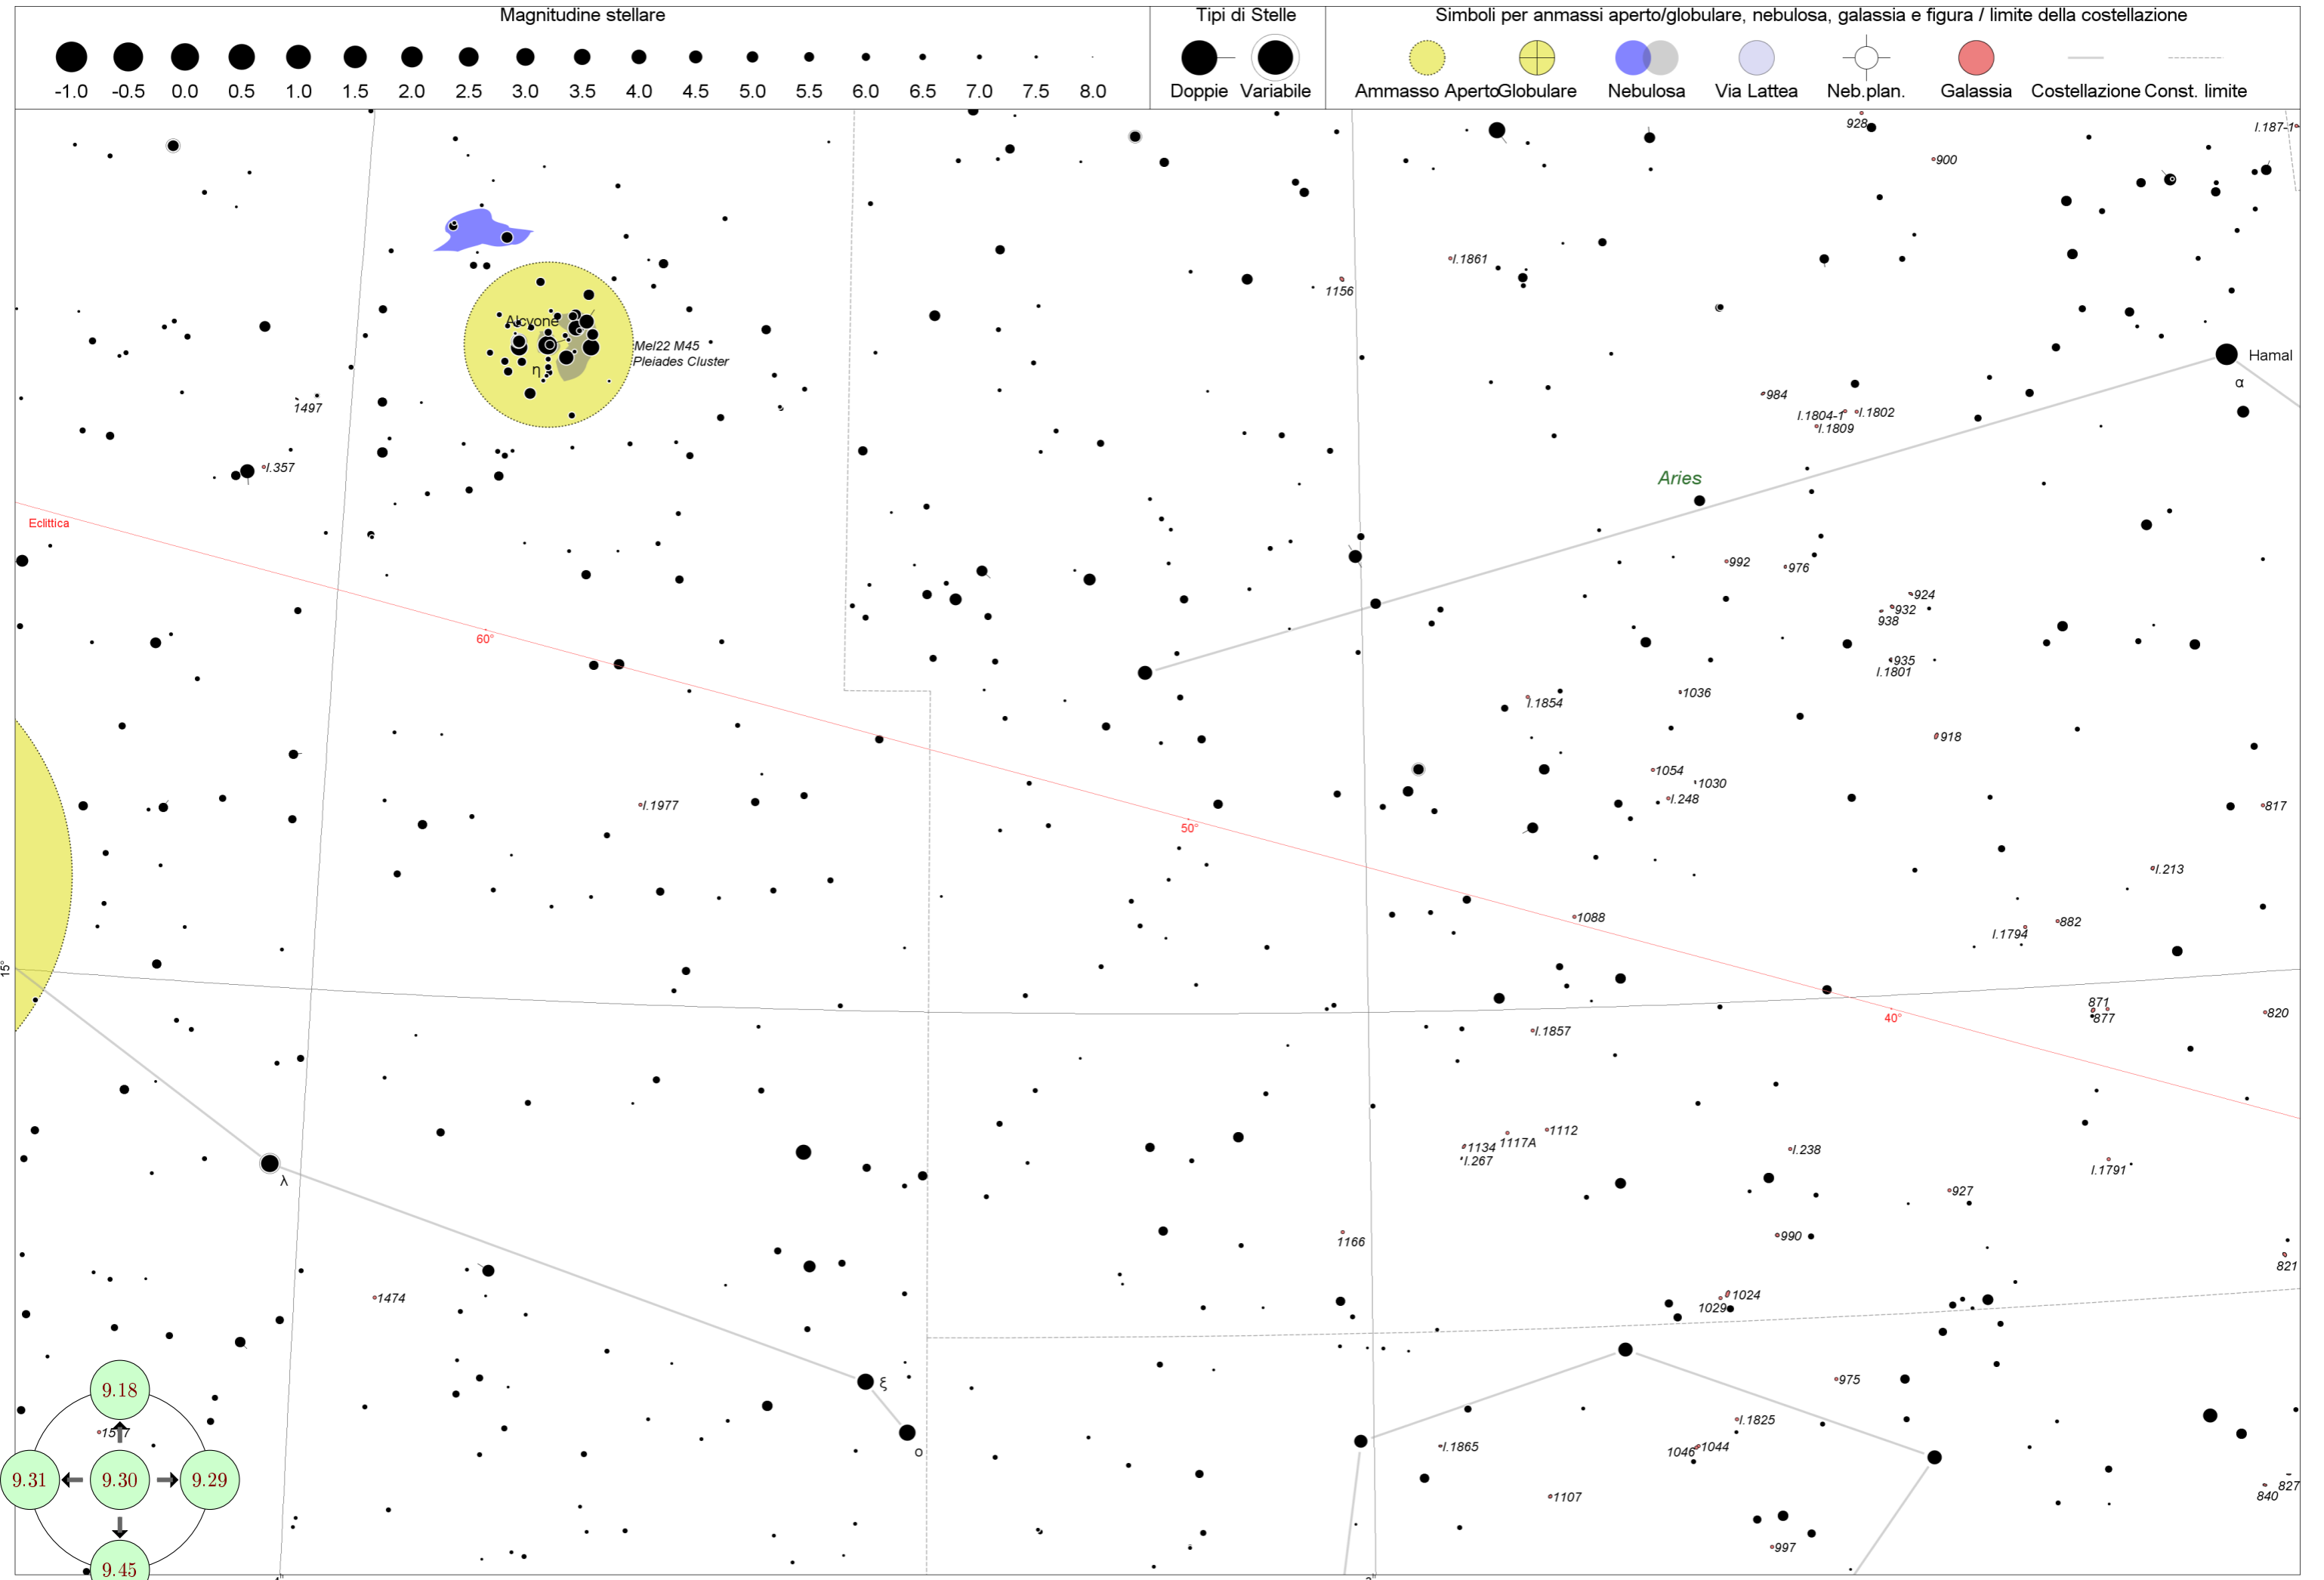 Magnitudine stellare
Tipi di Stelle
Simboli per anmassi aperto/globulare, nebulosa, galassia e figura / limite della costellazione
-1.0 -0.5 0.0 0.5 1.0 1.5 2.0 2.5 3.0 3.5 4.0 4.5 5.0 5.5 6.0 6.5 7.0 7.5 8.0
Doppie Variabile
Ammasso Aperto Globulare Nebulosa Via Lattea Neb.plan. Galassia Costellazione Const. limite
928
I.187-1
900
I.1861
1156
Alcyone
Mel22 M45
Pleiades Cluster
η
Hamal
α
984
1497
I.1804-1
I.1802
I.1809
I.357
Aries
Eclittica
992
976
924
932
938
60°
935
I.1801
1036
I.1854
918
1054
1030
I.248
I.1977
817
50°
I.213
1088
882
I.1794
15°
871
877
820
40°
I.1857
1112
1117A
1134
I.267
I.238
I.1791
λ
927
1166
990
821
1474
1024
1029
975
ξ
9.18
I.1825
I.1865
1046
1044
ο
9.31
9.30
9.29
827
840
1107
997
9.45